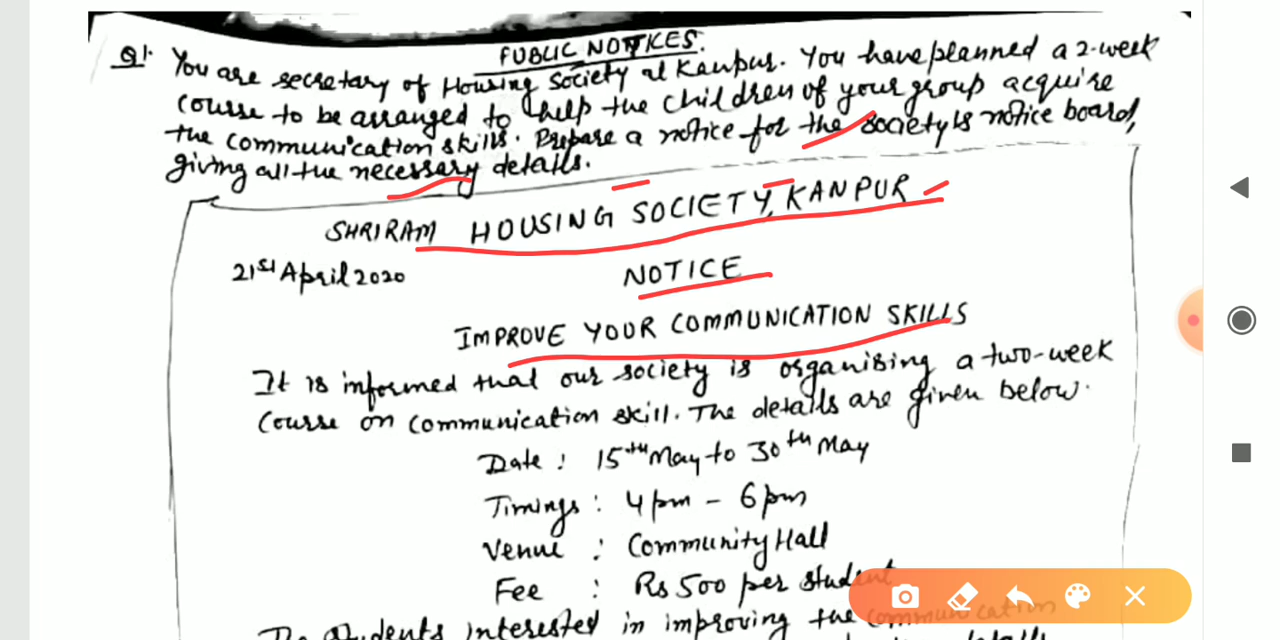 PUBLIC NOTICES.
Q1. You are secretary of Housing Society at Kanpur. You have planned a 2-week
course to be arranged to help the children of your group acquire
the communication skills. Prepare a notice for the society's notice board,
giving all the necessary details.
SHRIRAM HOUSING SOCIETY, KANPUR
21st April 2020 NOTICE
IMPROVE YOUR COMMUNICATION SKILLS
It is informed that our society is organising a two-week
course on communication skill. The details are given below.
Date : 15th May to 30th May
Timings : 4pm - 6pm
Venue : Community Hall
Fee : Rs 500 per student
The students interested in improving the communication
details